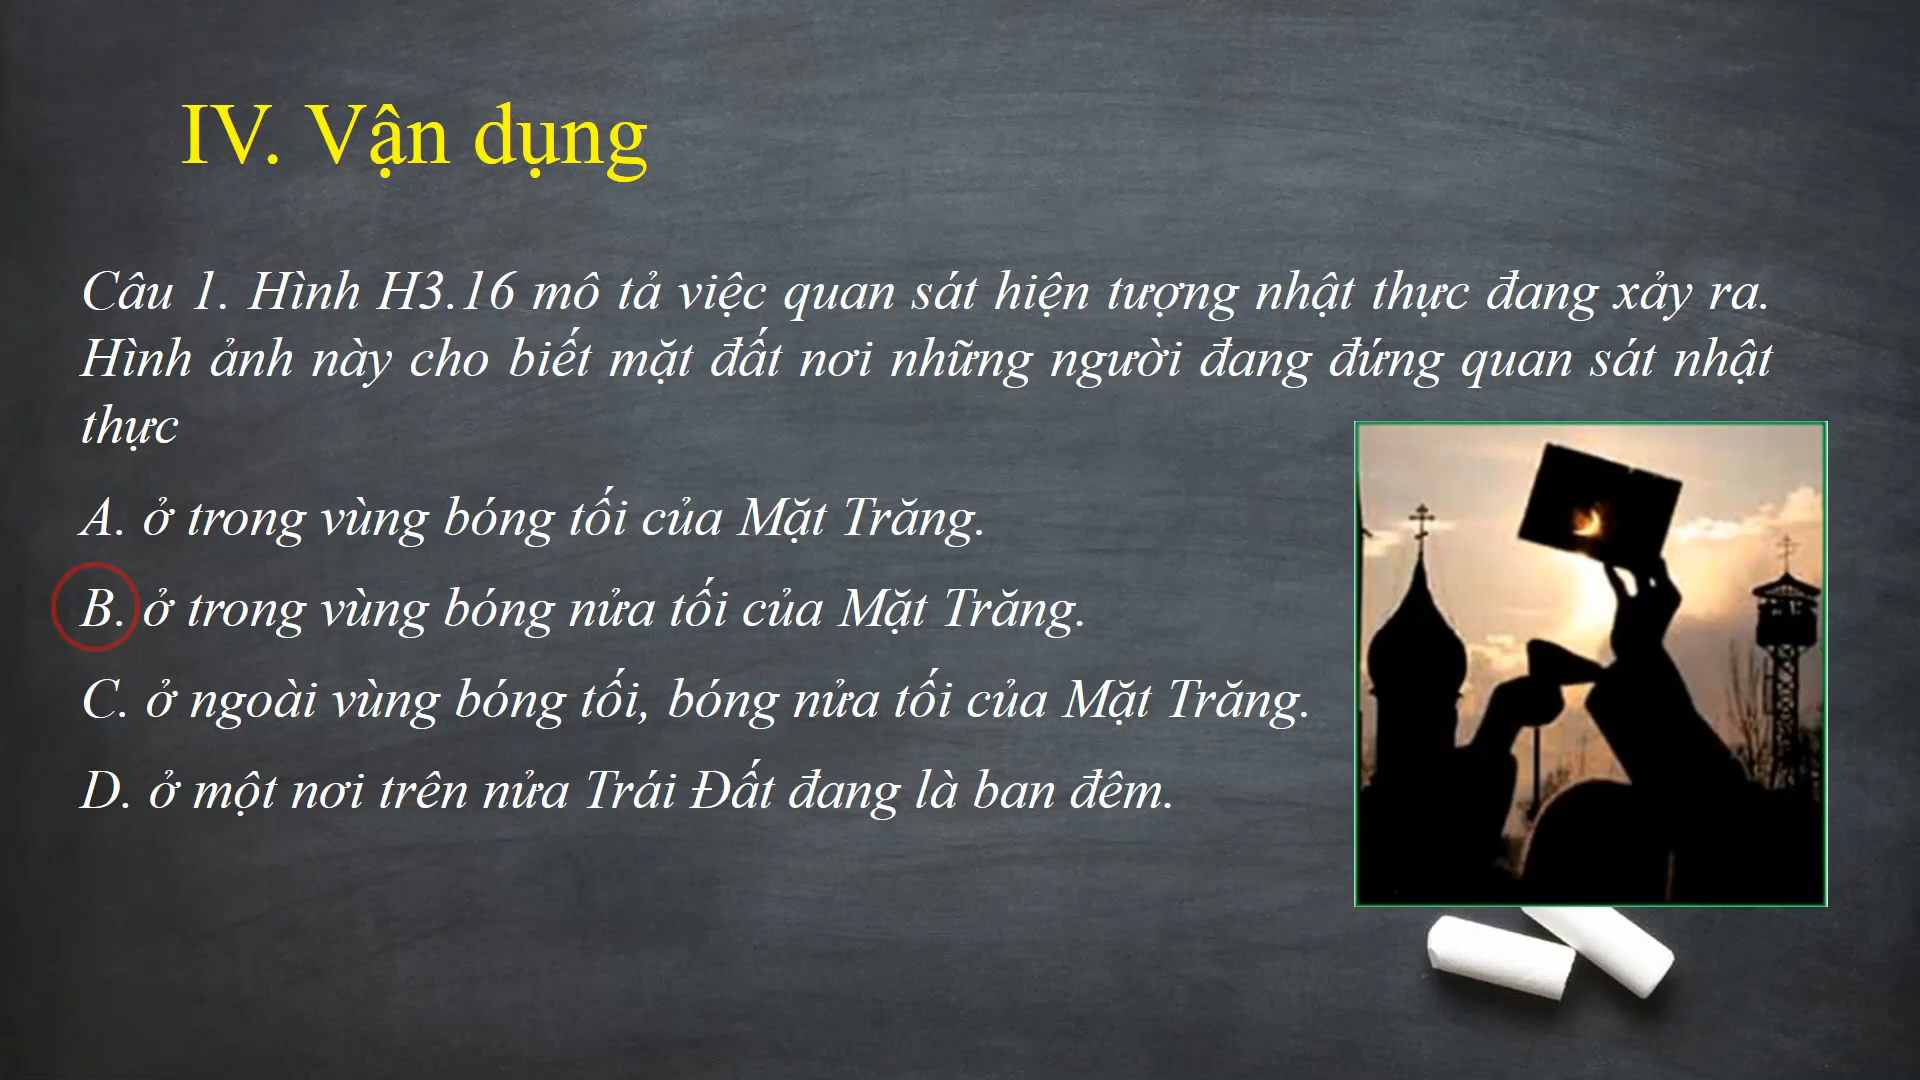 IV. Vận dụng
Câu 1. Hình H3.16 mô tả việc quan sát hiện tượng nhật thực đang xảy ra.
Hình ảnh này cho biết mặt đất nơi những người đang đứng quan sát nhật
thực
A. ở trong vùng bóng tối của Mặt Trăng.
B. ở trong vùng bóng nửa tối của Mặt Trăng.
C. ở ngoài vùng bóng tối, bóng nửa tối của Mặt Trăng.
D. ở một nơi trên nửa Trái Đất đang là ban đêm.